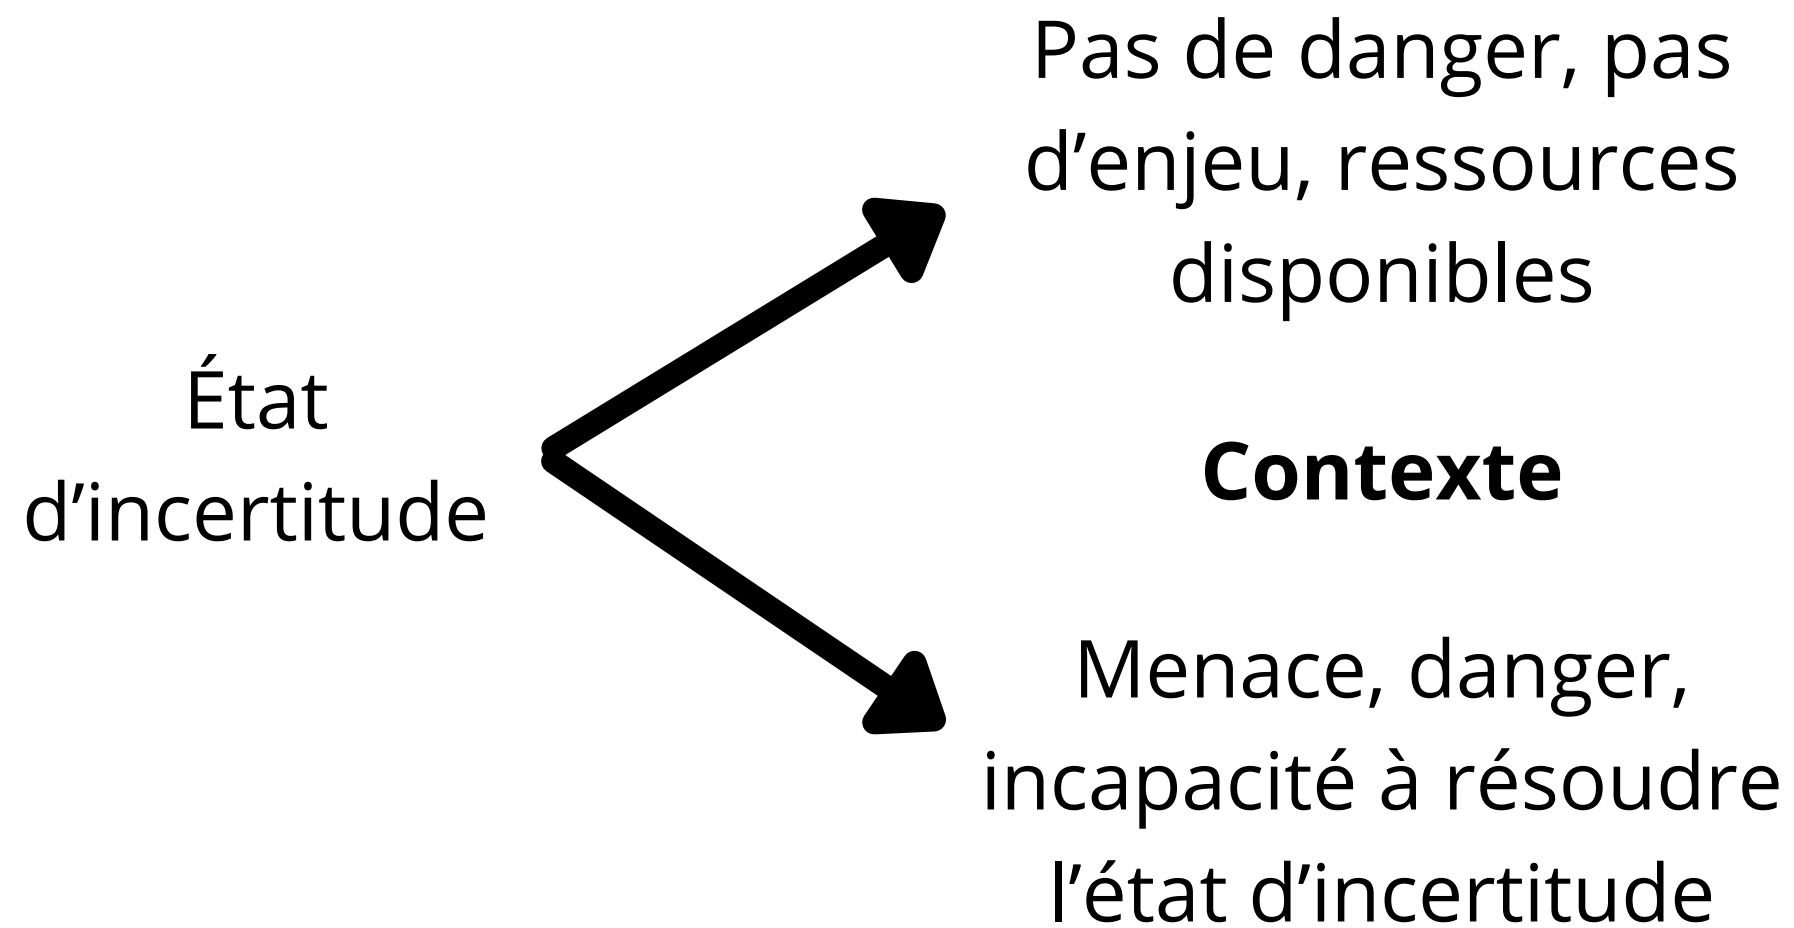 État
d’incertitude
Pas de danger, pas
d’enjeu, ressources
disponibles
Contexte
Menace, danger,
incapacité à résoudre
l’état d’incertitude